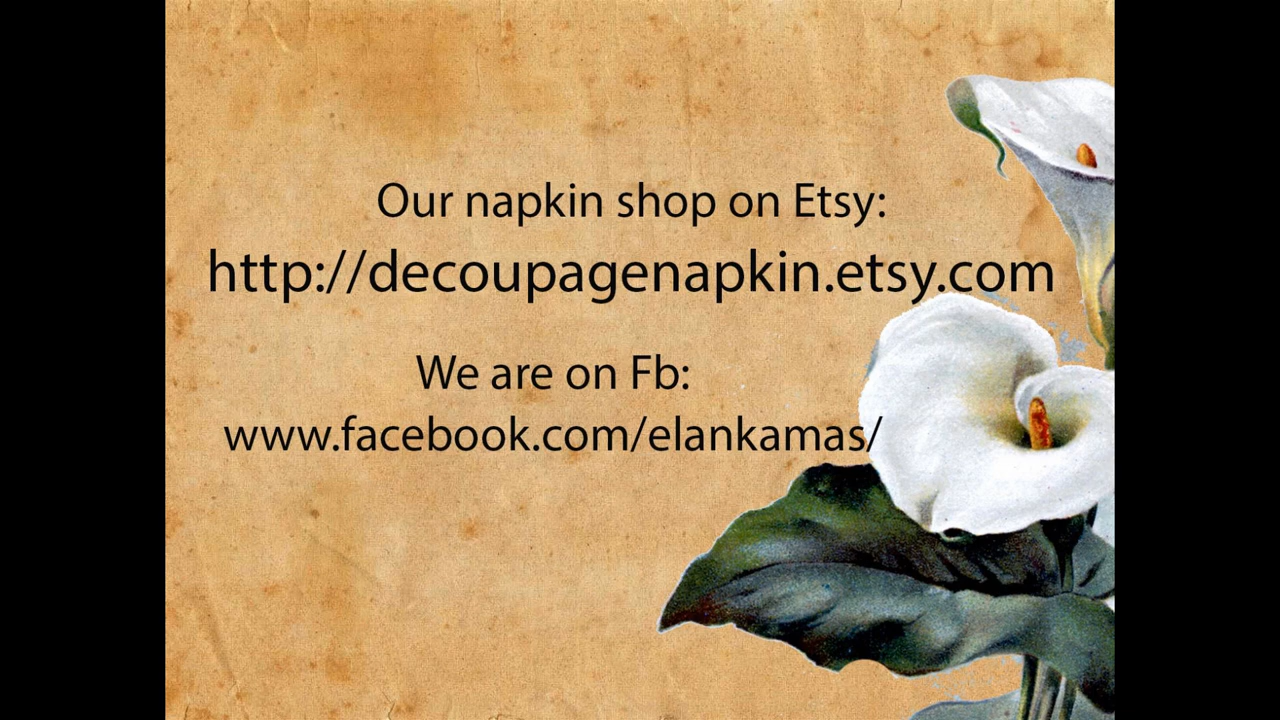 Our napkin shop on Etsy:
http://decoupagenapkin.etsy.com
We are on Fb:
www.facebook.com/elankamas/